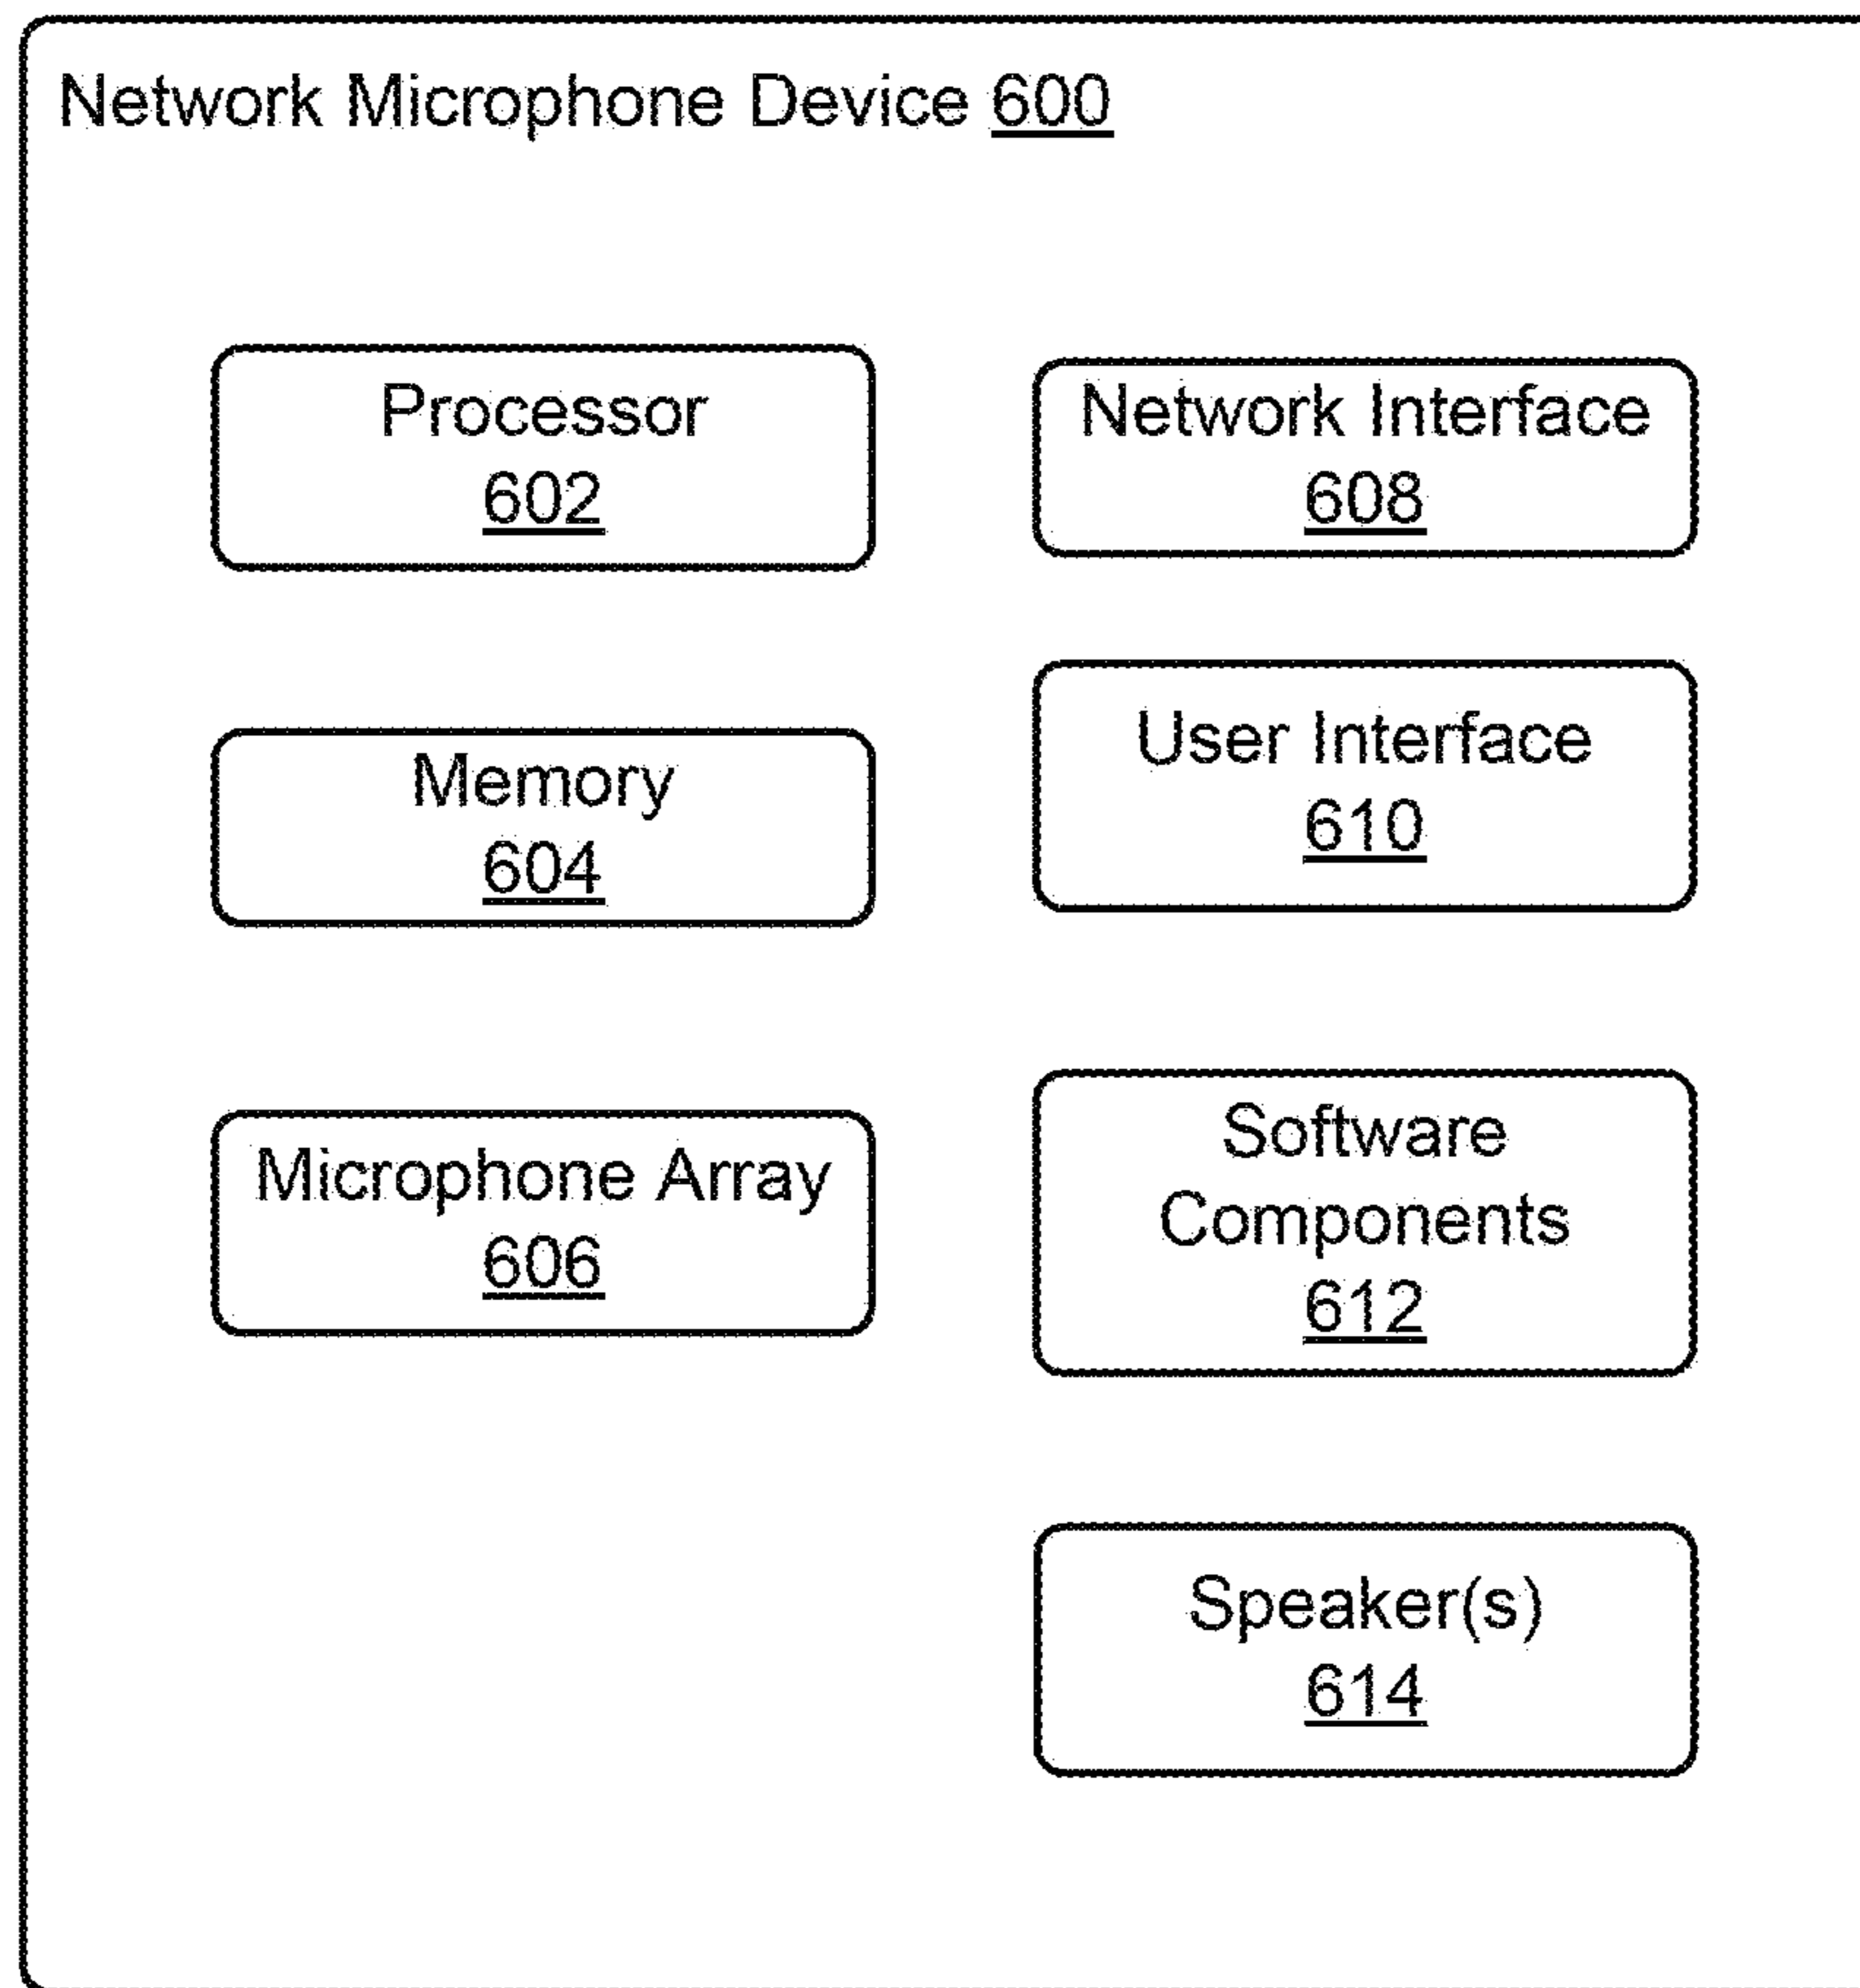 Network Microphone Device 600
Processor
602
Memory
604
Microphone Array
606
Network Interface
608
User Interface
610
Software
Components
612
Speaker(s)
614